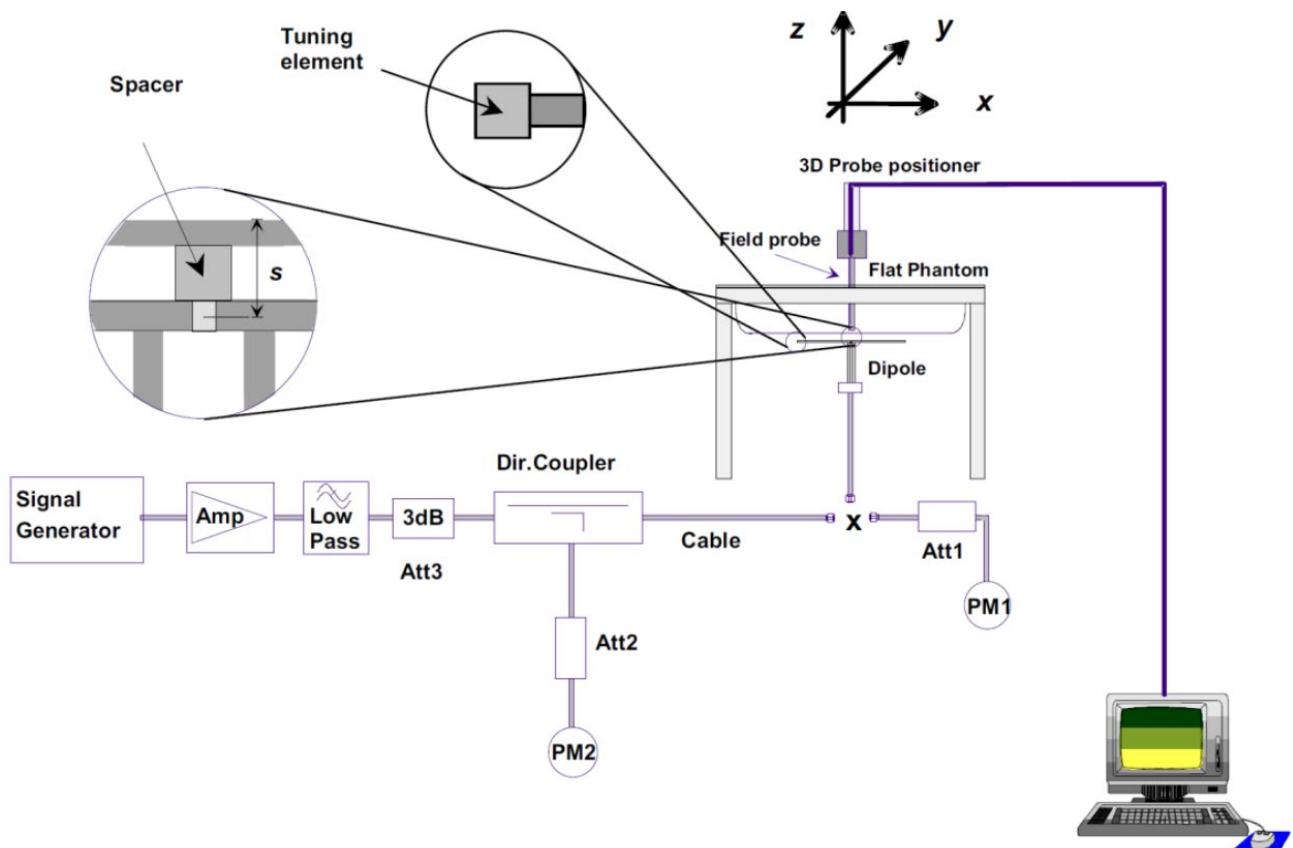 Tuning
element
Spacer
s
z
y
x
3D Probe positioner
Field probe
Flat Phantom
Dipole
Dir.Coupler
Signal
Generator
Amp
Low
Pass
3dB
Att3
Cable
x
Att1
PM1
Att2
PM2